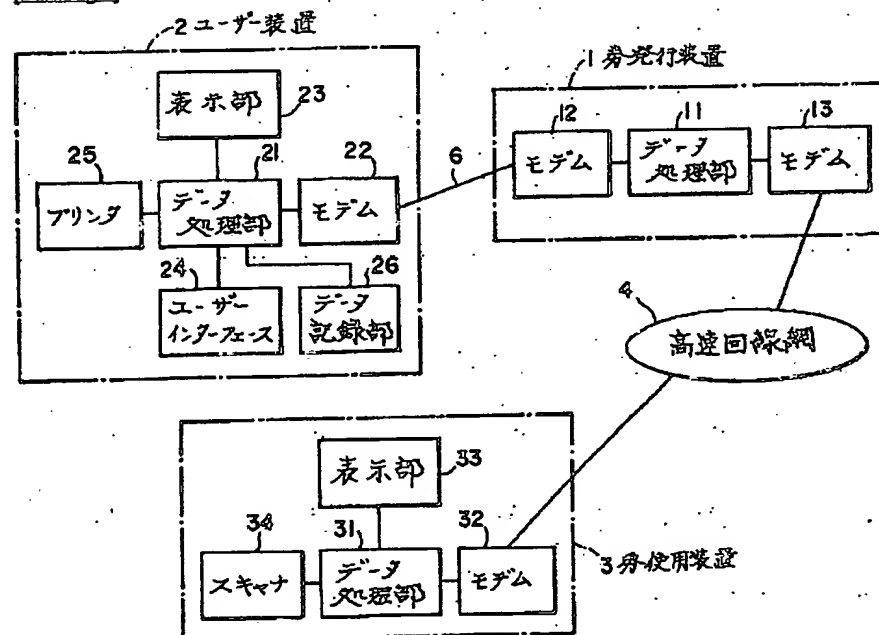 2 ユーザー装置
表示部
23
25
プリンタ
21
データ
処理部
22
モデム
6
24
ユーザー
インターフェース
26
データ
記録部
1 券発行装置
12
モデム
11
データ
処理部
13
モデム
4
高速回線網
表示部
33
34
スキャナ
31
データ
処理部
32
モデム
3 券使用装置